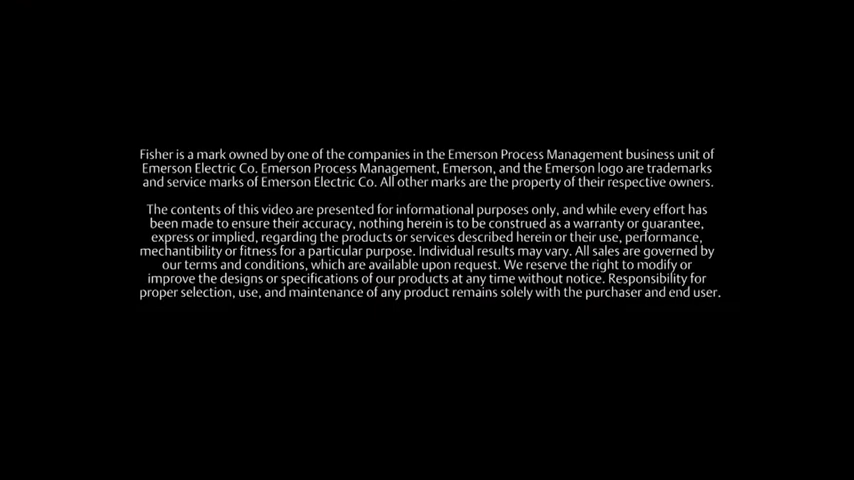 Fisher is a mark owned by one of the companies in the Emerson Process Management business unit of
Emerson Electric Co. Emerson Process Management, Emerson, and the Emerson logo are trademarks
and service marks of Emerson Electric Co. All other marks are the property of their respective owners.
The contents of this video are presented for informational purposes only, and while every effort has
been made to ensure their accuracy, nothing herein is to be construed as a warranty or guarantee,
express or implied, regarding the products or services described herein or their use, performance,
mechantibility or fitness for a particular purpose. Individual results may vary. All sales are governed by
our terms and conditions, which are available upon request. We reserve the right to modify or
improve the designs or specifications of our products at any time without notice. Responsibility for
proper selection, use, and maintenance of any product remains solely with the purchaser and end user.